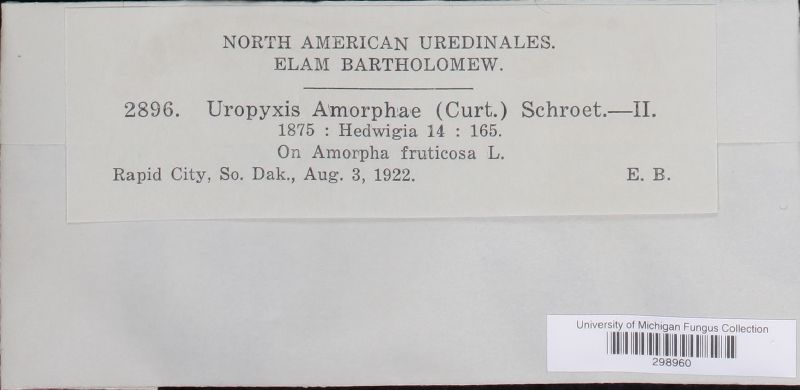 NORTH AMERICAN UREDINALES.
ELAM BARTHOLOMEW.
2896. Uropyxis Amorphae (Curt.) Schroet.—II.
1875 : Hedwigia 14 : 165.
On Amorpha fruticosa L.
Rapid City, So. Dak., Aug. 3, 1922. E. B.
University of Michigan Fungus Collection
298960